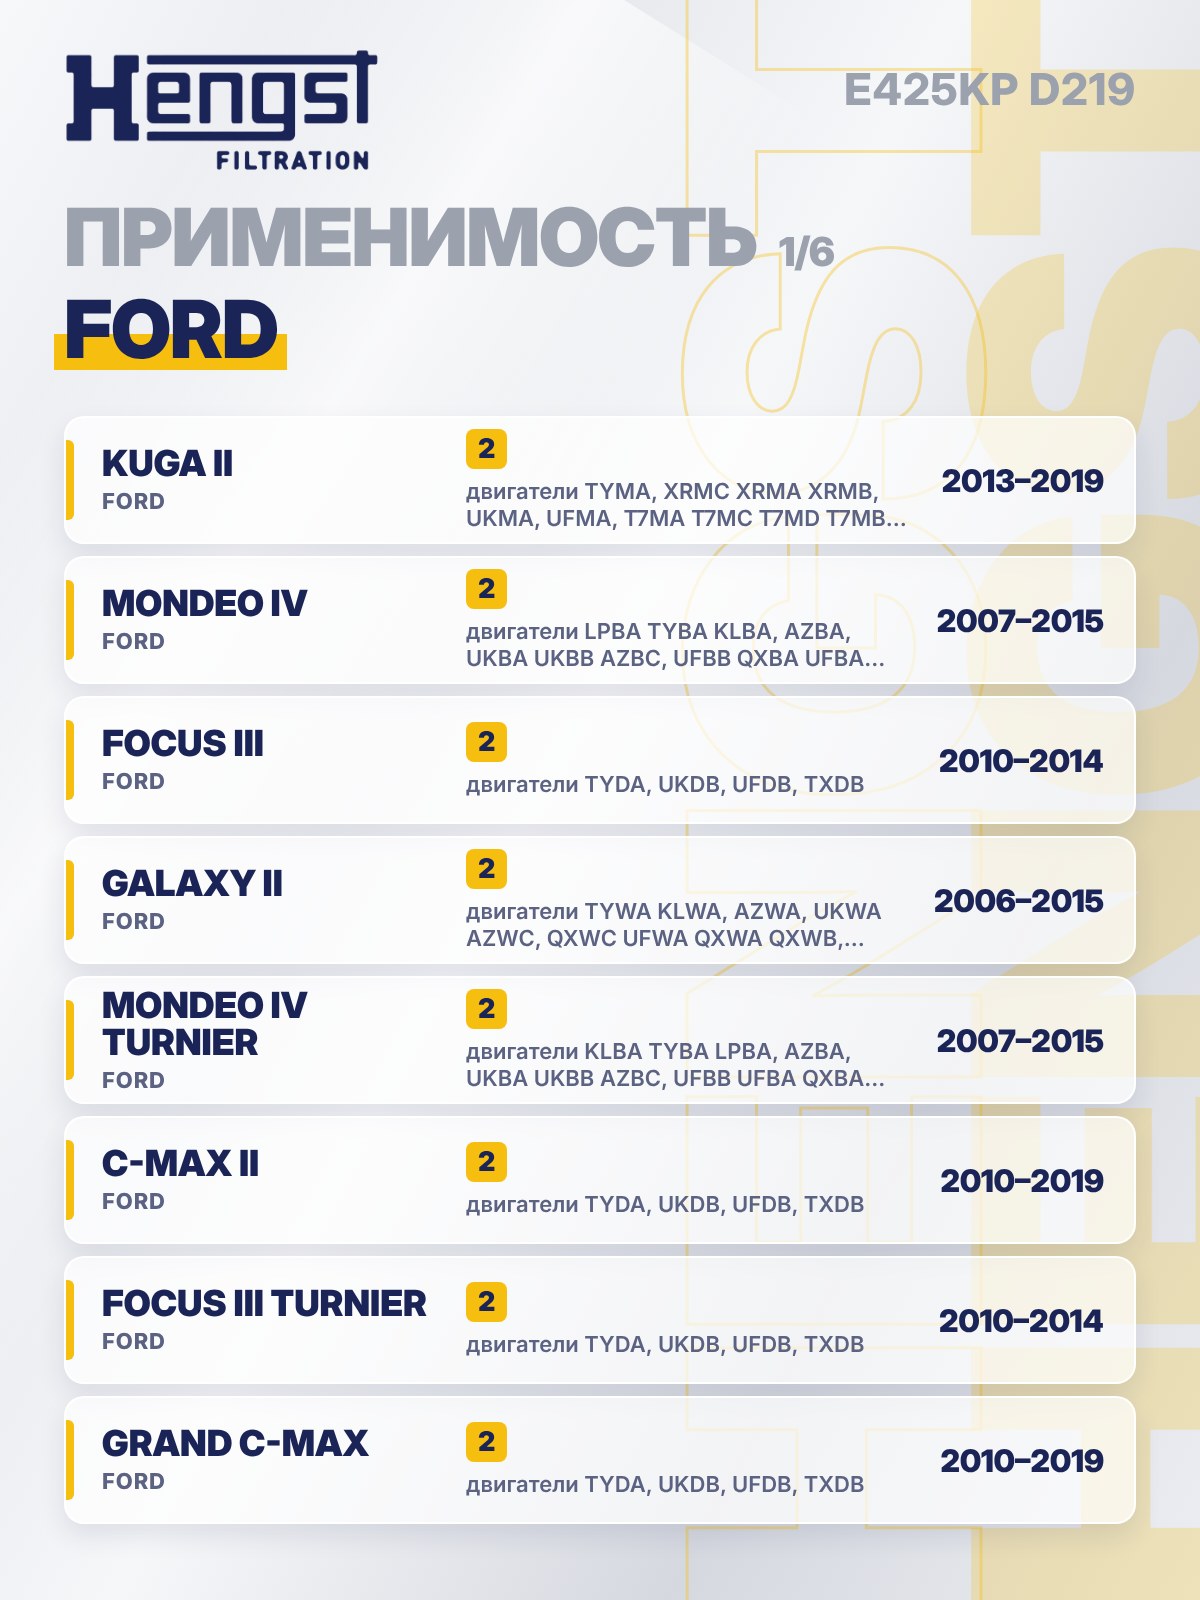 Hengst
FILTRATION
E425KP D219
ПРИМЕНИМОСТЬ 1/6
FORD
KUGA II
FORD
2
двигатели TYMA, XRMC XRMA XRMB,
UKMA, UFMA, T7MA T7MC T7MD T7MB...
2013–2019
MONDEO IV
FORD
2
двигатели LPBA TYBA KLBA, AZBA,
UKBA UKBB AZBC, UFBB QXBA UFBA...
2007–2015
FOCUS III
FORD
2
двигатели TYDA, UKDB, UFDB, TXDB
2010–2014
GALAXY II
FORD
2
двигатели TYWA KLWA, AZWA, UKWA
AZWC, QXWC UFWA QXWA QXWB,...
2006–2015
MONDEO IV
TURNIER
FORD
2
двигатели KLBA TYBA LPBA, AZBA,
UKBA UKBB AZBC, UFBB UFBA QXBA...
2007–2015
C-MAX II
FORD
2
двигатели TYDA, UKDB, UFDB, TXDB
2010–2019
FOCUS III TURNIER
FORD
2
двигатели TYDA, UKDB, UFDB, TXDB
2010–2014
GRAND C-MAX
FORD
2
двигатели TYDA, UKDB, UFDB, TXDB
2010–2019
HENGST
HENGST